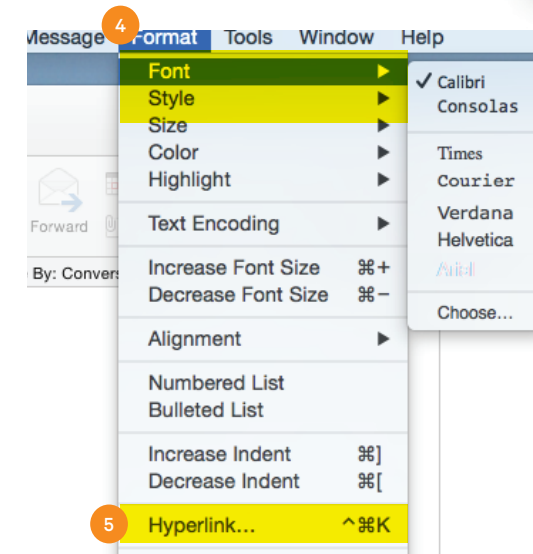 4
Message Format Tools Window Help
Font ▶
Style ▶
Size ▶
Color ▶
Highlight ▶
Text Encoding ▶
Increase Font Size ⌘+
Decrease Font Size ⌘−
Alignment ▶
Numbered List
Bulleted List
Increase Indent ⌘]
Decrease Indent ⌘[
5 Hyperlink... ^⌘K
✓ Calibri
Consolas
Times
Courier
Verdana
Helvetica
Arial
Choose...
Forward
By: Convers